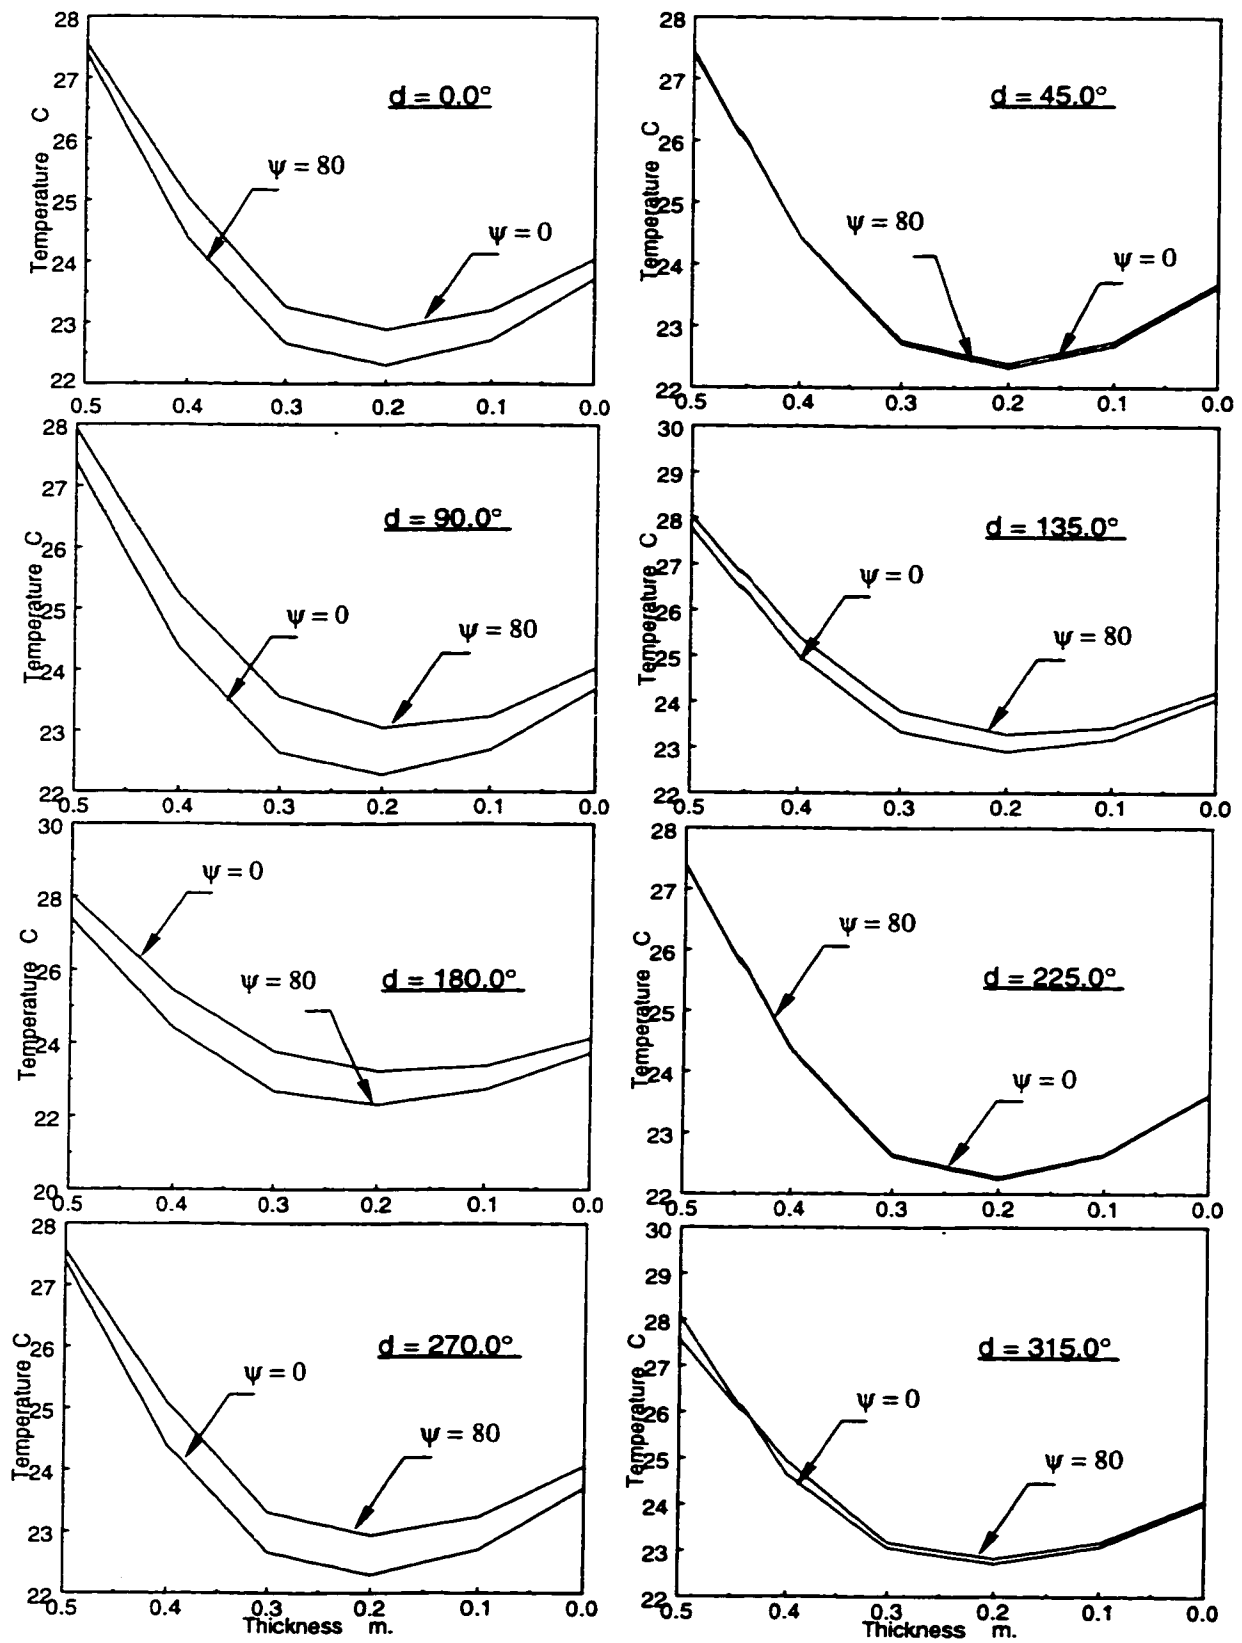 28
27
26
25
24
23
22
Temperature C
d = 0.0°
ψ = 80
ψ = 0
0.5 0.4 0.3 0.2 0.1 0.0
28
27
26
25
24
23
22
Temperature C
d = 45.0°
ψ = 80
ψ = 0
0.5 0.4 0.3 0.2 0.1 0.0
28
27
26
25
24
23
22
Temperature C
d = 90.0°
ψ = 0
ψ = 80
0.5 0.4 0.3 0.2 0.1 0.0
30
29
28
27
26
25
24
23
22
Temperature C
d = 135.0°
ψ = 0
ψ = 80
0.5 0.4 0.3 0.2 0.1 0.0
30
28
26
24
22
20
Temperature C
ψ = 0
ψ = 80
d = 180.0°
0.5 0.4 0.3 0.2 0.1 0.0
28
27
26
25
24
23
22
Temperature C
ψ = 80
d = 225.0°
ψ = 0
0.5 0.4 0.3 0.2 0.1 0.0
28
27
26
25
24
23
22
Temperature C
d = 270.0°
ψ = 0
ψ = 80
0.5 0.4 0.3 0.2 0.1 0.0
Thickness m.
30
29
28
27
26
25
24
23
22
Temperature C
d = 315.0°
ψ = 0
ψ = 80
0.5 0.4 0.3 0.2 0.1 0.0
Thickness m.